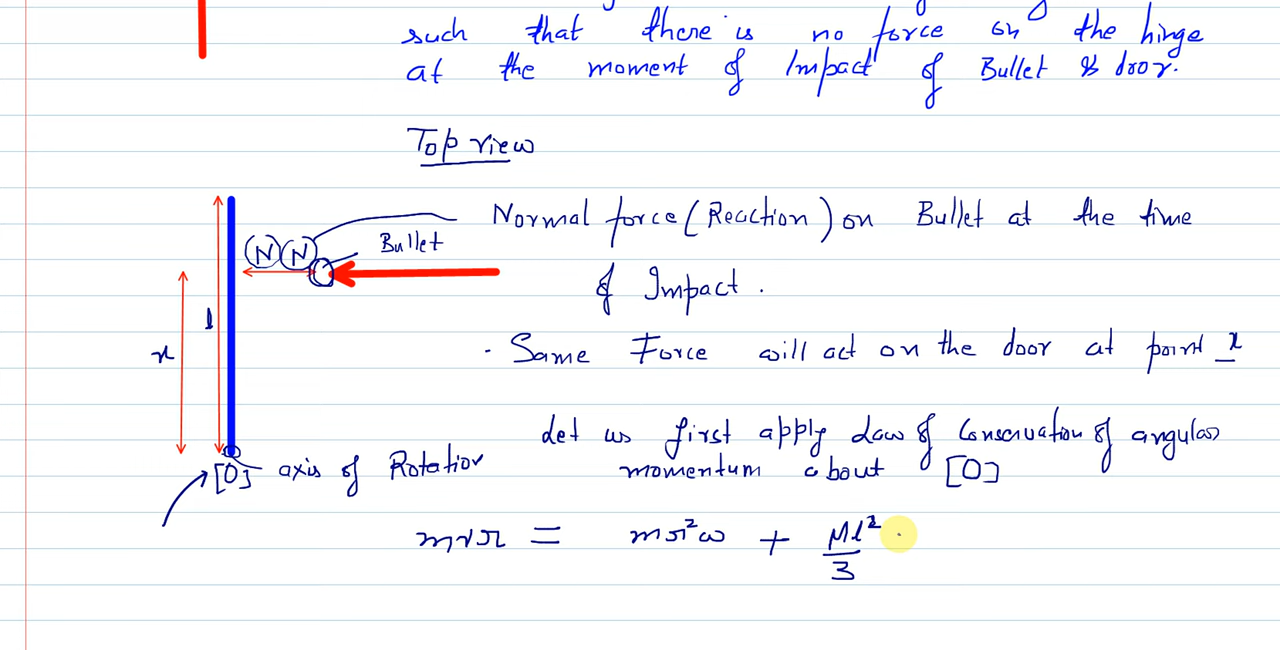 such that there is no force on the hinge
at the moment of Impact of Bullet & door.
Top view
Normal force (Reaction) on Bullet at the time
of Impact.
N N Bullet
l
x
· Same Force will act on the door at point x
Let us first apply Law of Conservation of angular
momentum about [O]
[O] axis of Rotation
mvx = mx²ω + Ml²/3